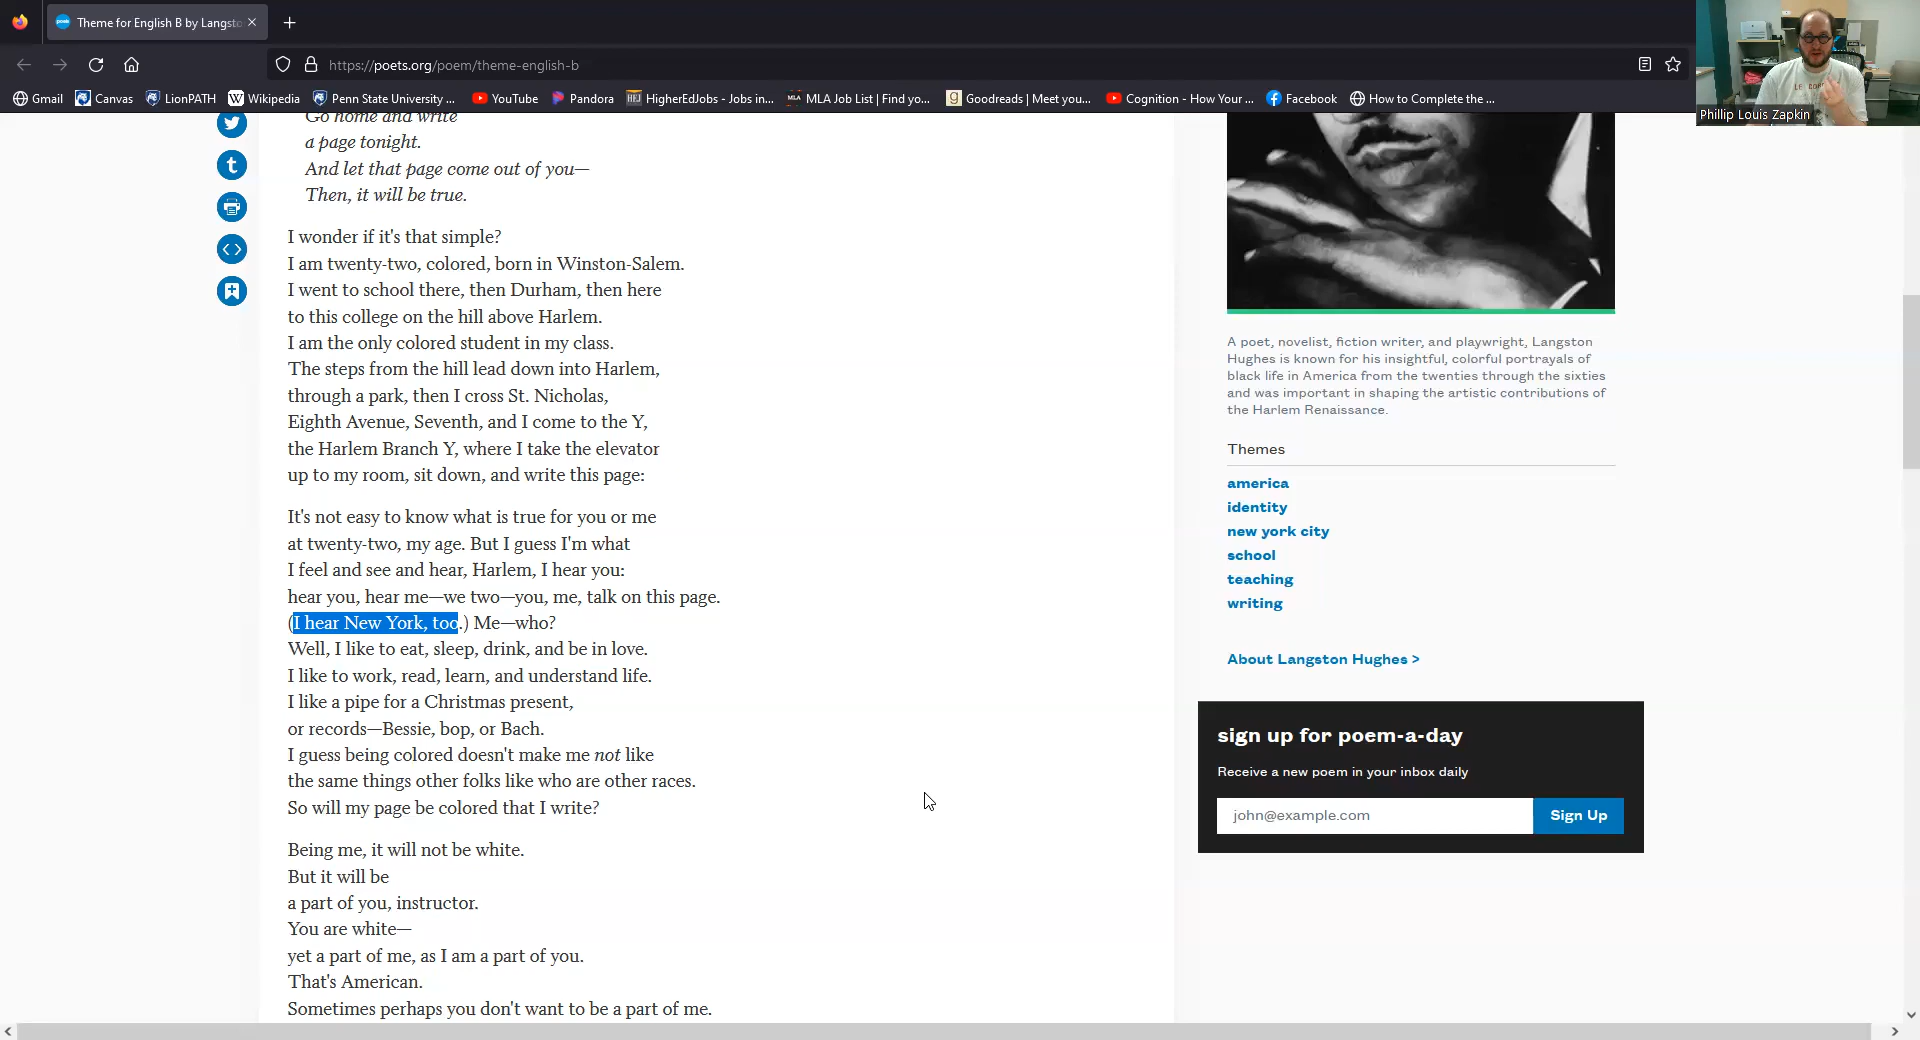 Theme for English B by Langsto
https://poets.org/poem/theme-english-b
Gmail
Canvas
LionPATH
Wikipedia
Penn State University ...
YouTube
Pandora
HigherEdJobs - Jobs in...
MLA Job List | Find yo...
Goodreads | Meet you...
Cognition - How Your ...
Facebook
How to Complete the ...
Phillip Louis Zapkin
Go home and write
a page tonight.
And let that page come out of you—
Then, it will be true.
I wonder if it's that simple?
I am twenty-two, colored, born in Winston-Salem.
I went to school there, then Durham, then here
to this college on the hill above Harlem.
I am the only colored student in my class.
The steps from the hill lead down into Harlem,
through a park, then I cross St. Nicholas,
Eighth Avenue, Seventh, and I come to the Y,
the Harlem Branch Y, where I take the elevator
up to my room, sit down, and write this page:
It's not easy to know what is true for you or me
at twenty-two, my age. But I guess I'm what
I feel and see and hear, Harlem, I hear you:
hear you, hear me—we two—you, me, talk on this page.
(I hear New York, too.) Me—who?
Well, I like to eat, sleep, drink, and be in love.
I like to work, read, learn, and understand life.
I like a pipe for a Christmas present,
or records—Bessie, bop, or Bach.
I guess being colored doesn't make me not like
the same things other folks like who are other races.
So will my page be colored that I write?
Being me, it will not be white.
But it will be
a part of you, instructor.
You are white—
yet a part of me, as I am a part of you.
That's American.
Sometimes perhaps you don't want to be a part of me.
A poet, novelist, fiction writer, and playwright, Langston
Hughes is known for his insightful, colorful portrayals of
black life in America from the twenties through the sixties
and was important in shaping the artistic contributions of
the Harlem Renaissance.
Themes
america
identity
new york city
school
teaching
writing
About Langston Hughes >
sign up for poem-a-day
Receive a new poem in your inbox daily
john@example.com
Sign Up